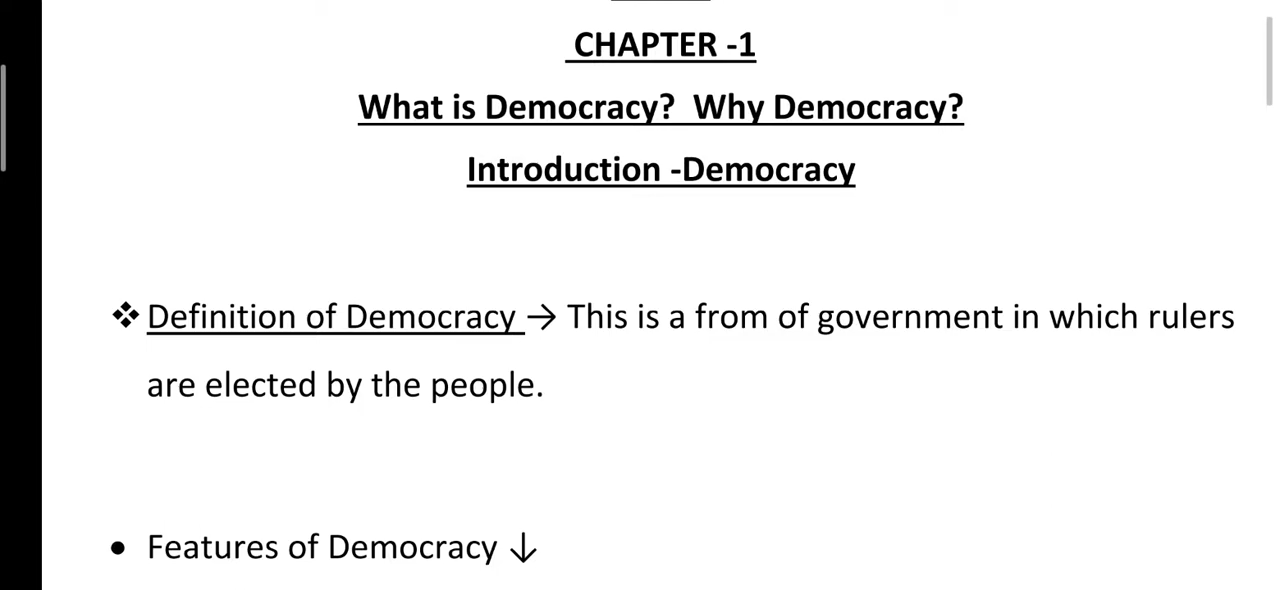 CHAPTER -1
What is Democracy? Why Democracy?
Introduction -Democracy
❖ Definition of Democracy → This is a from of government in which rulers
are elected by the people.
• Features of Democracy ↓